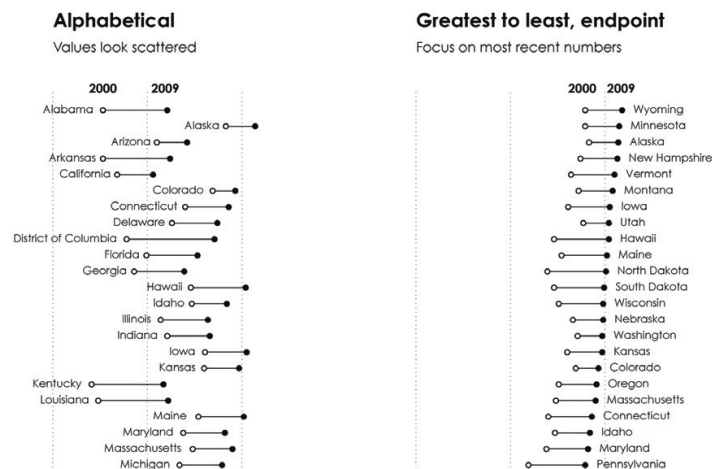 Alphabetical
Values look scattered
2000 2009
Alabama
Alaska
Arizona
Arkansas
California
Colorado
Connecticut
Delaware
District of Columbia
Florida
Georgia
Hawaii
Idaho
Illinois
Indiana
Iowa
Kansas
Kentucky
Louisiana
Maine
Maryland
Massachusetts
Michigan
Greatest to least, endpoint
Focus on most recent numbers
2000 2009
Wyoming
Minnesota
Alaska
New Hampshire
Vermont
Montana
Iowa
Utah
Hawaii
Maine
North Dakota
South Dakota
Wisconsin
Nebraska
Washington
Kansas
Colorado
Oregon
Massachusetts
Connecticut
Idaho
Maryland
Pennsylvania